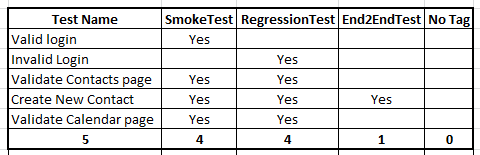 Test Name SmokeTest RegressionTest End2EndTest No Tag
Valid login Yes
Invalid Login Yes
Validate Contacts page Yes Yes
Create New Contact Yes Yes Yes
Validate Calendar page Yes Yes
5 4 4 1 0